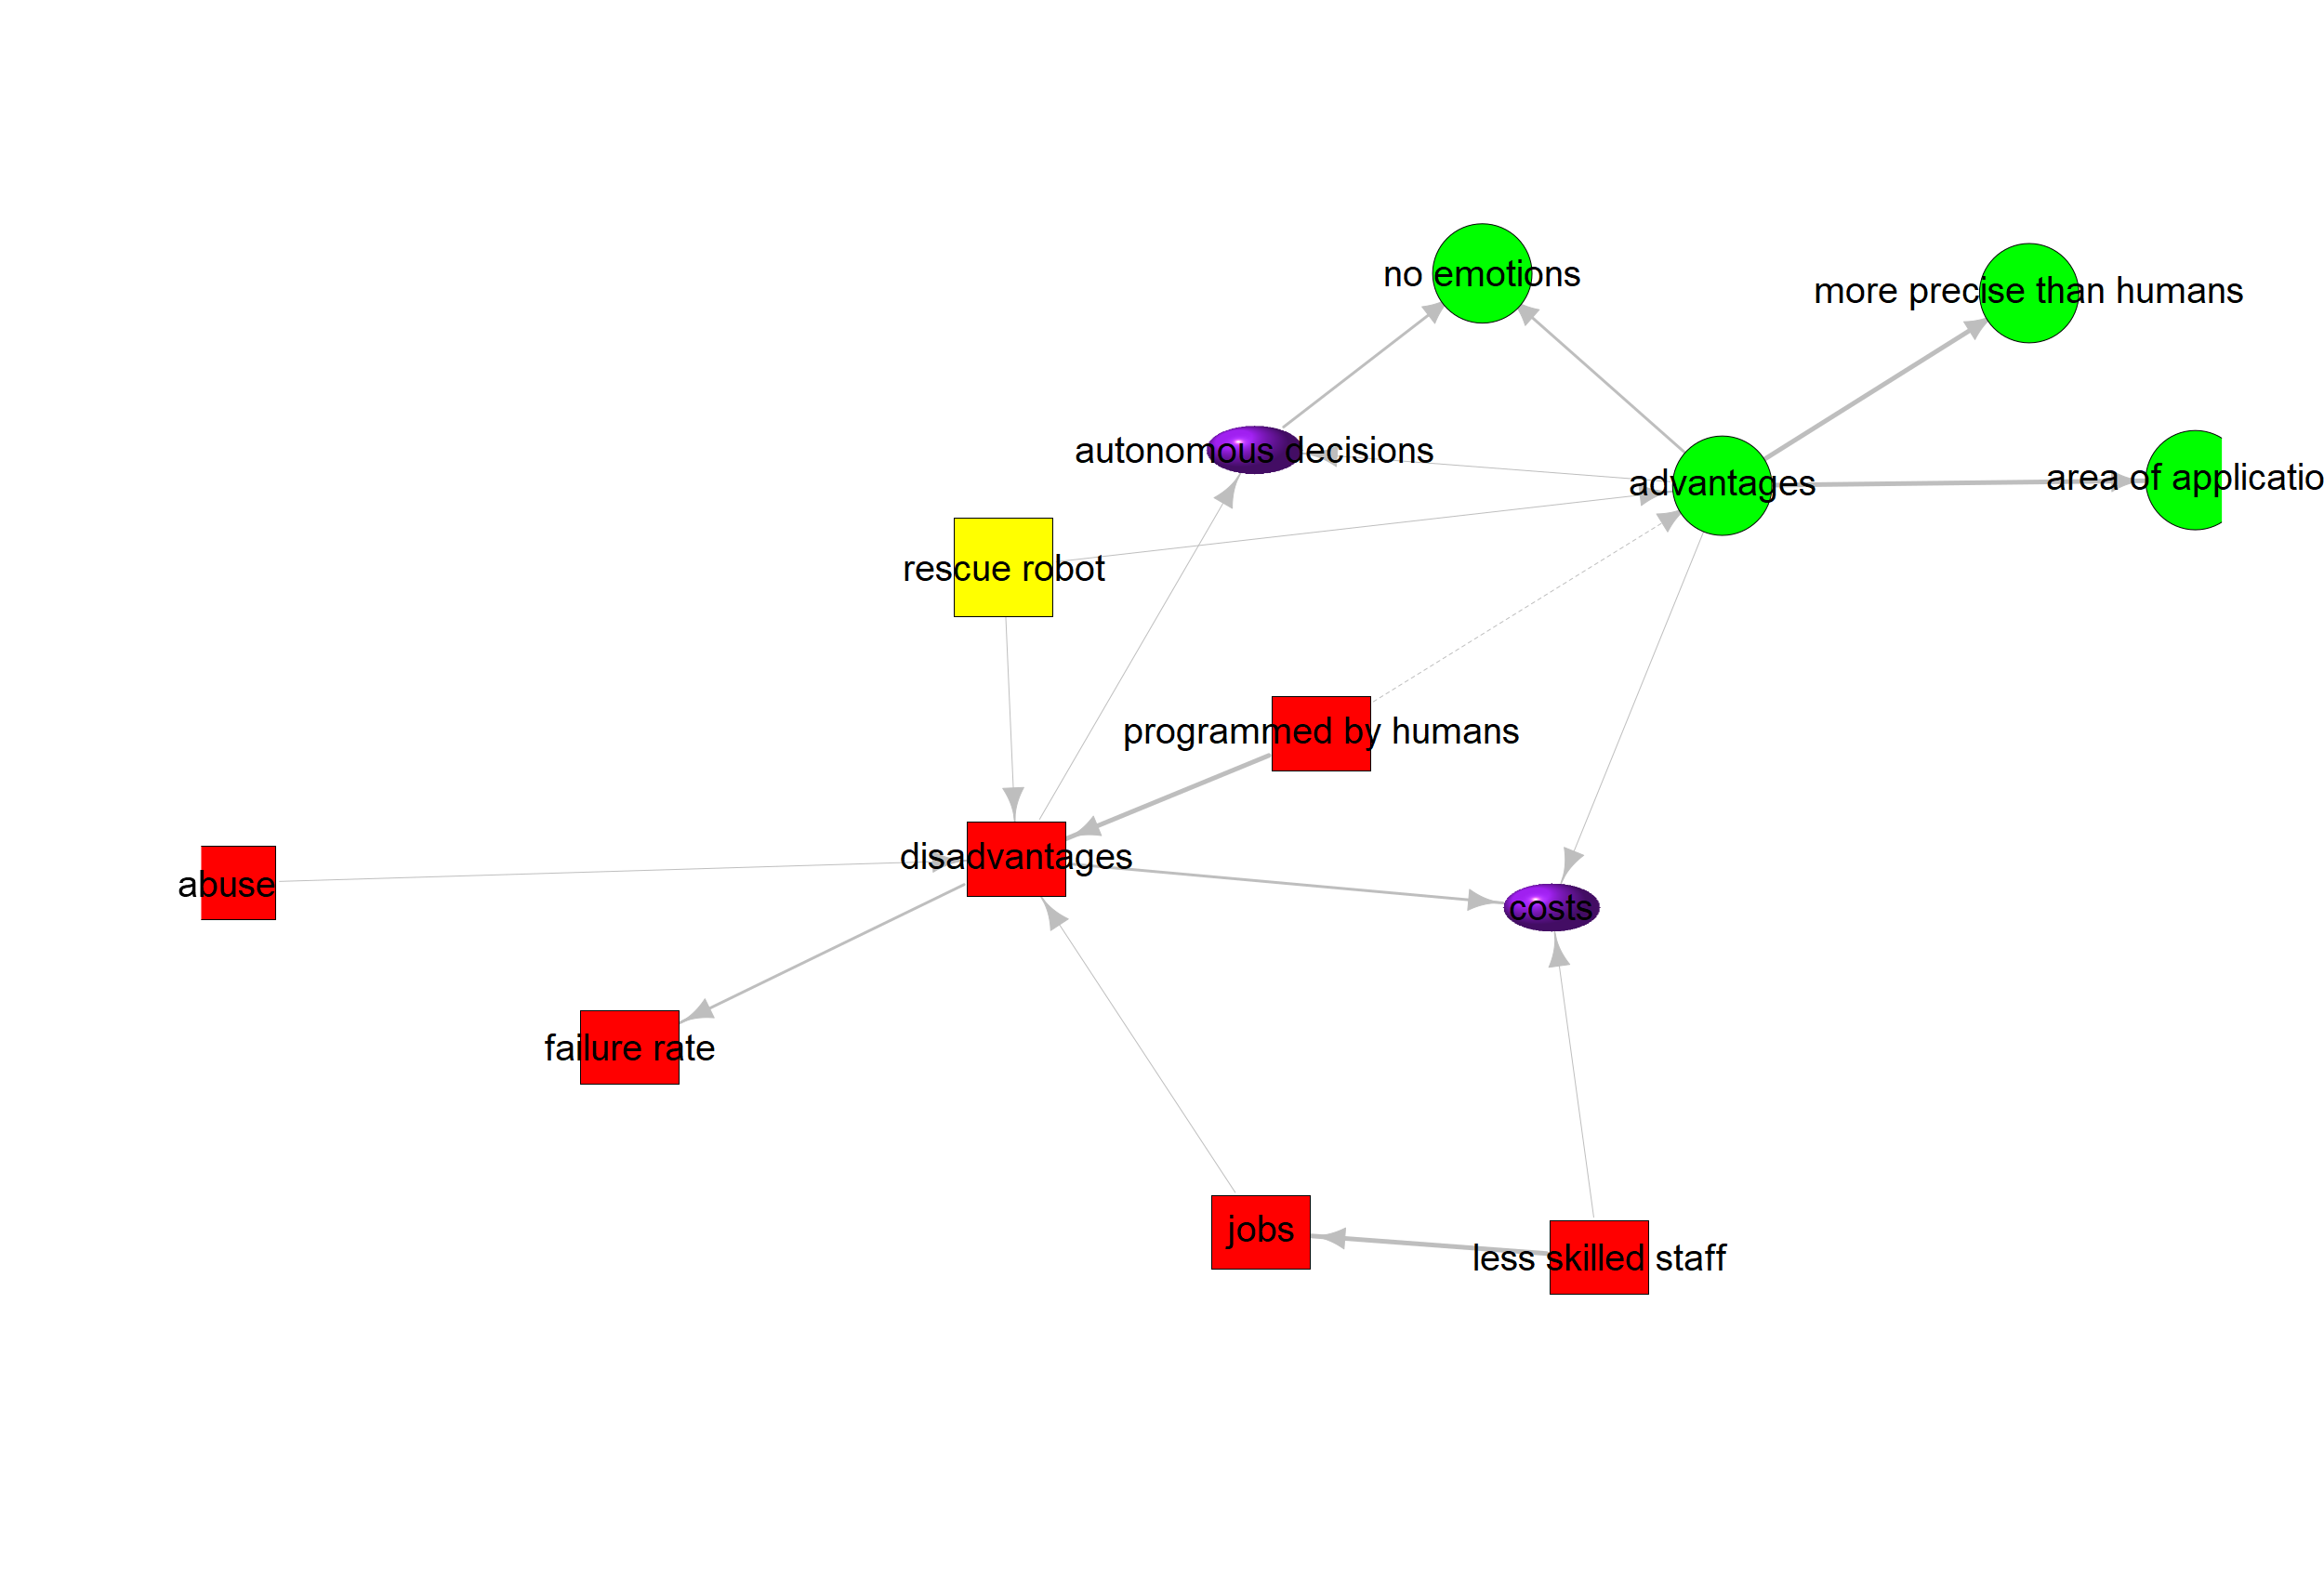 no emotions
more precise than humans
autonomous decisions
advantages
area of applicatio
rescue robot
programmed by humans
disadvantages
abuse
costs
failure rate
jobs
less skilled staff